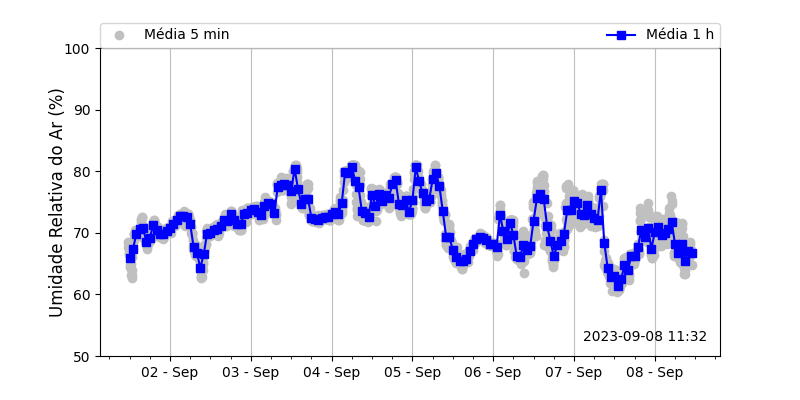 Média 5 min
Média 1 h
Umidade Relativa do Ar (%)
100
90
80
70
60
50
2023-09-08 11:32
02 - Sep
03 - Sep
04 - Sep
05 - Sep
06 - Sep
07 - Sep
08 - Sep